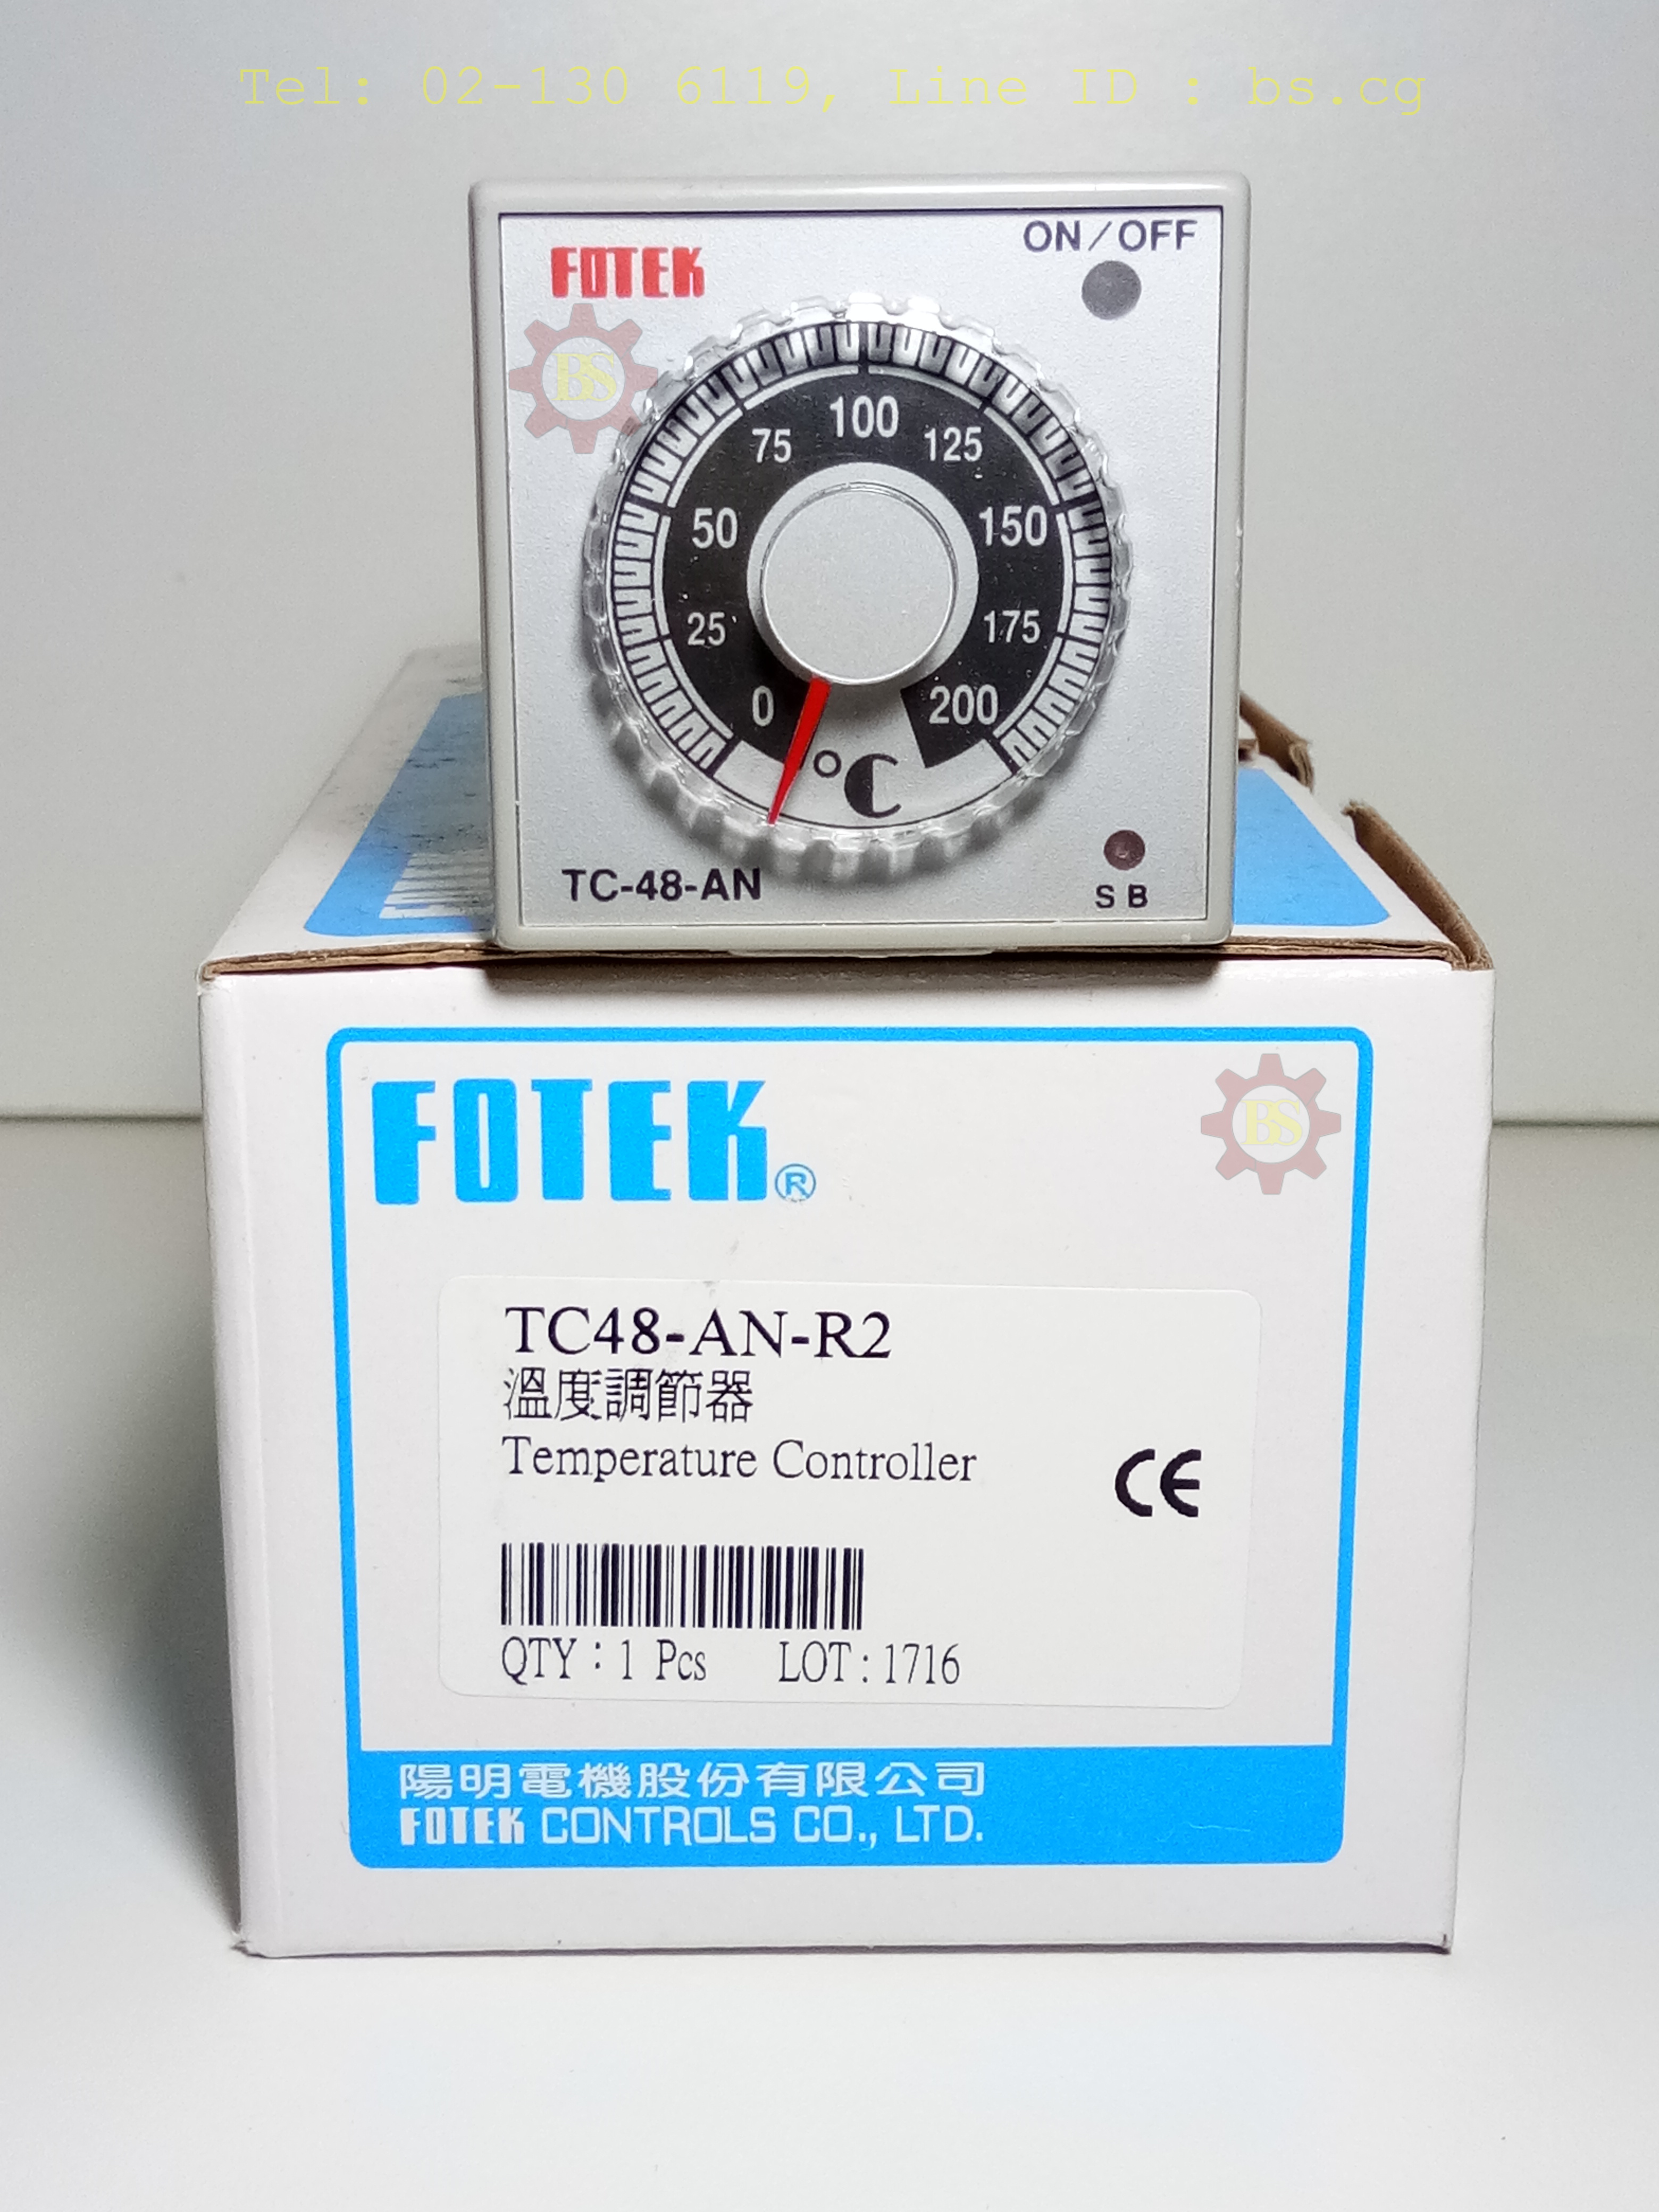 Tel: 02-130 6119, Line ID : bs.cg
ON/OFF
FOTEK
BS
100
75
125
50
150
25
175
0
200
°C
TC-48-AN
SB
FOTEK®
BS
TC48-AN-R2
溫度調節器
Temperature Controller
CE
QTY：1 Pcs LOT: 1716
陽明電機股份有限公司
FOTEK CONTROLS CO., LTD.